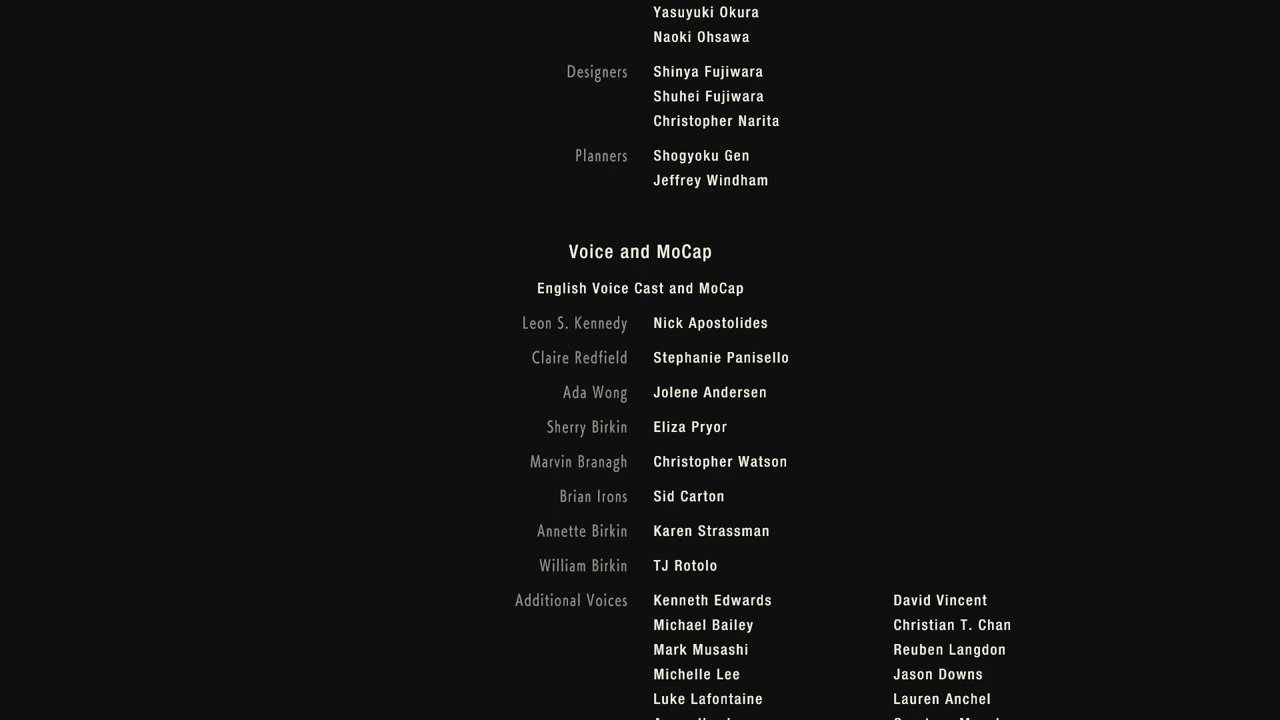 Yasuyuki Okura
Naoki Ohsawa
Designers Shinya Fujiwara
Shuhei Fujiwara
Christopher Narita
Planners Shogyoku Gen
Jeffrey Windham
Voice and MoCap
English Voice Cast and MoCap
Leon S. Kennedy Nick Apostolides
Claire Redfield Stephanie Panisello
Ada Wong Jolene Andersen
Sherry Birkin Eliza Pryor
Marvin Branagh Christopher Watson
Brian Irons Sid Carton
Annette Birkin Karen Strassman
William Birkin TJ Rotolo
Additional Voices Kenneth Edwards David Vincent
Michael Bailey Christian T. Chan
Mark Musashi Reuben Langdon
Michelle Lee Jason Downs
Luke Lafontaine Lauren Anchel